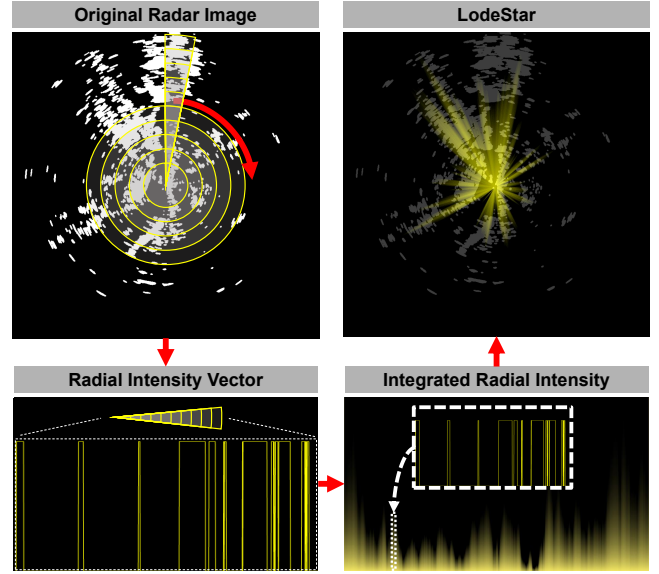 Original Radar Image
LodeStar
Radial Intensity Vector
Integrated Radial Intensity